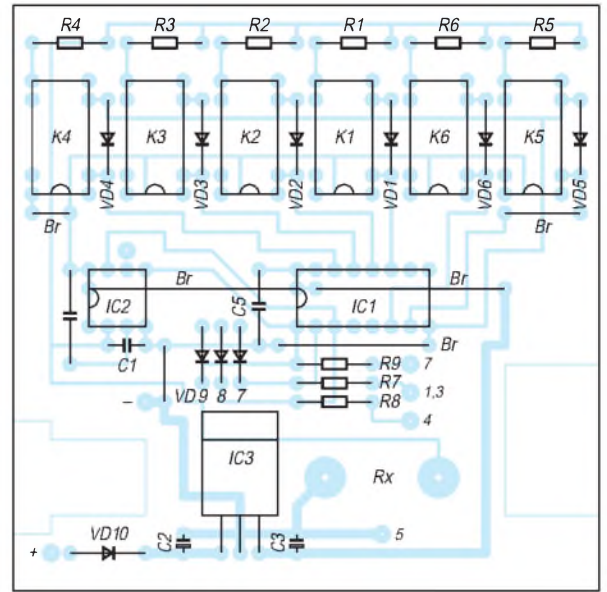 R4 R3 R2 R1 R6 R5
K4 K3 K2 K1 K6 K5
VD4 VD3 VD2 VD1 VD6 VD5
Br Br
Br
IC2 C5 IC1
C1 Br
R9 7
VD9 8 7 R7 1,3
– R8 4
IC3
Rx
VD10 C2 C3 5
+